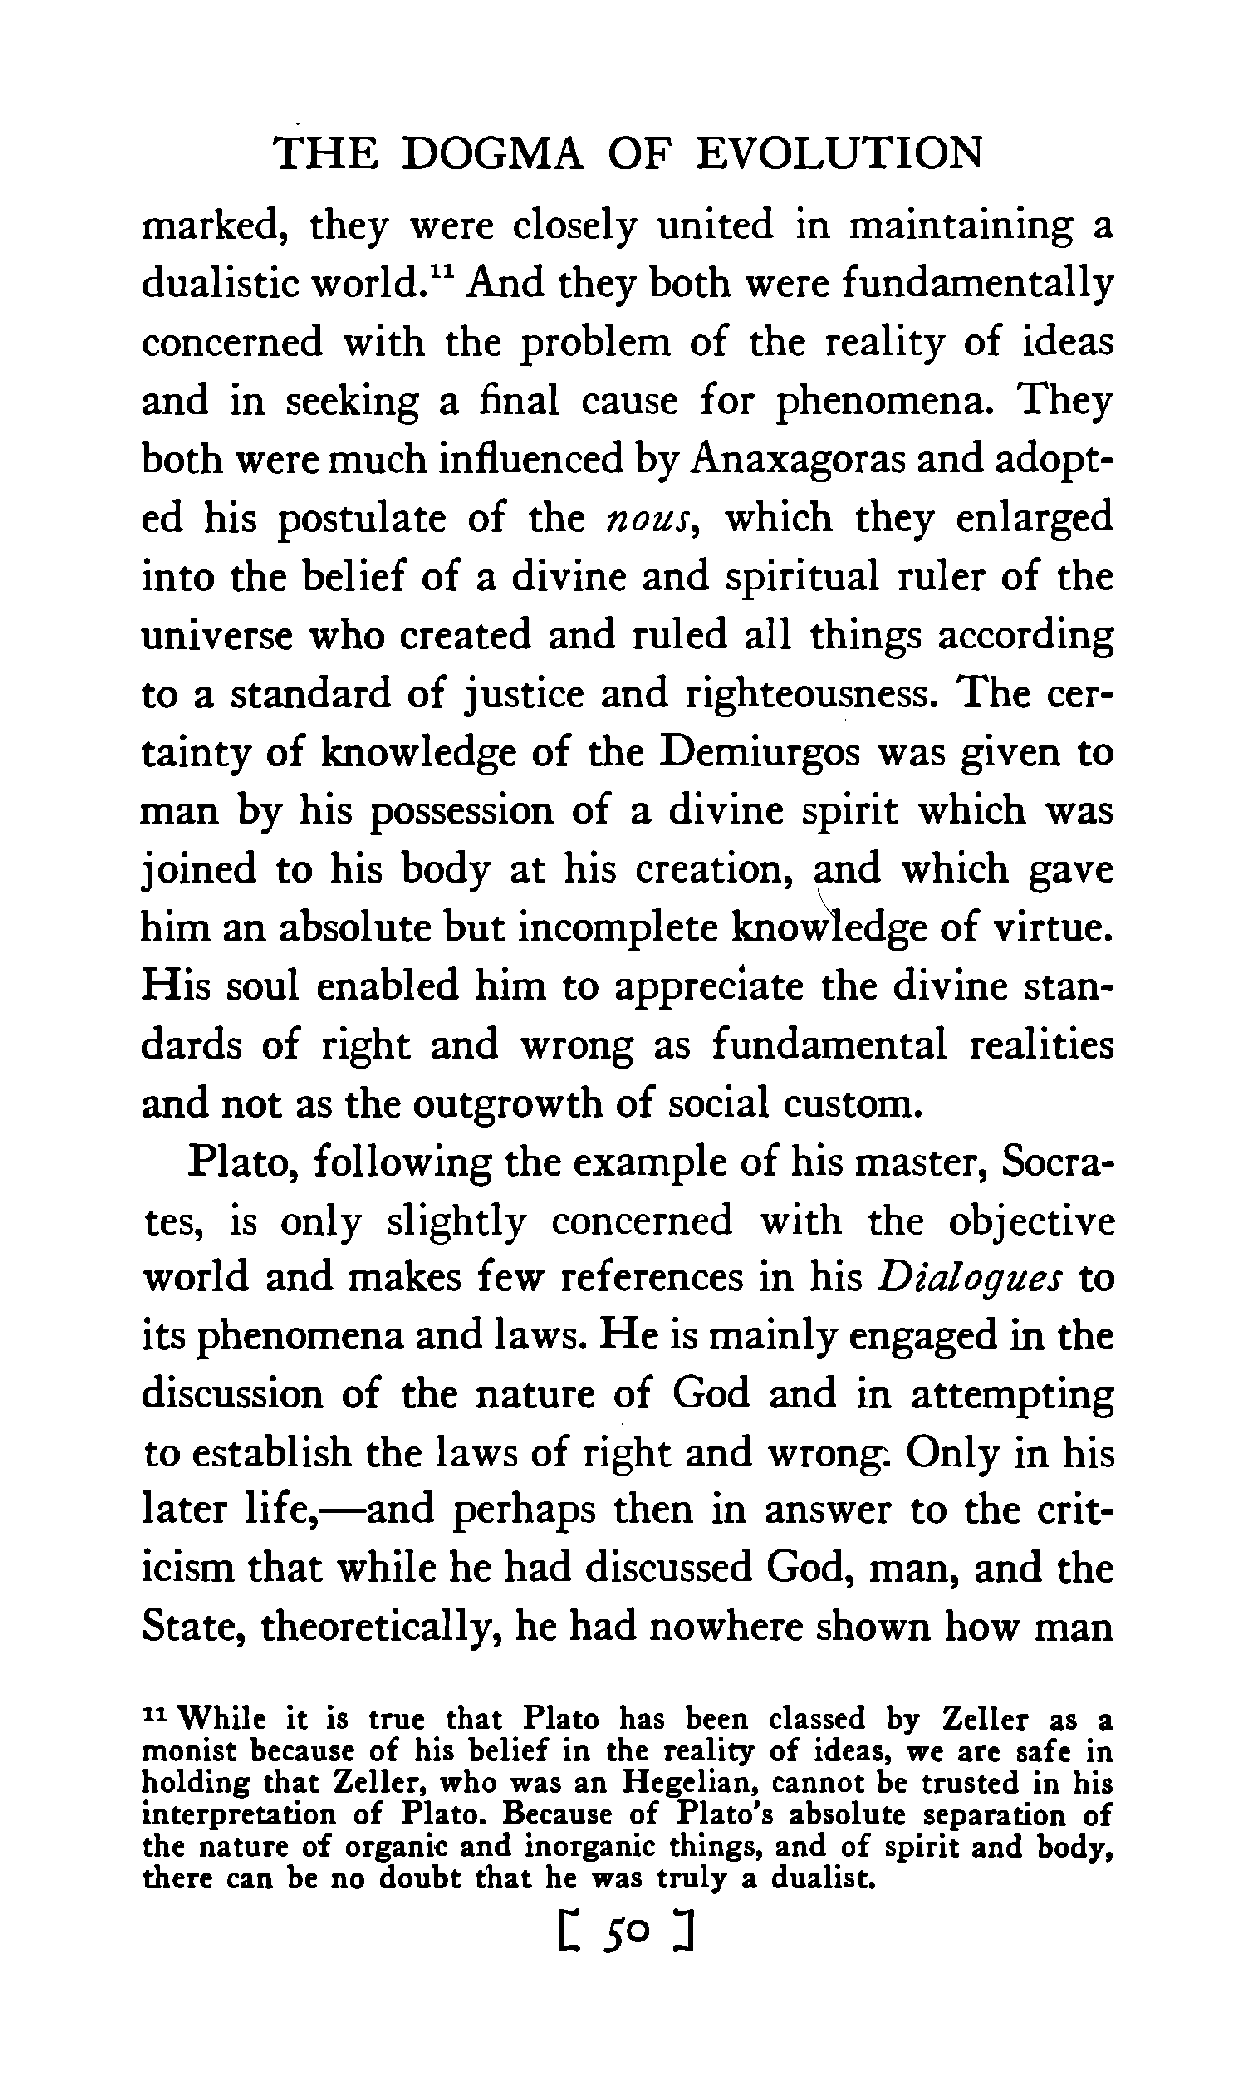 THE DOGMA OF EVOLUTION
marked, they were closely united in maintaining a
dualistic world.¹¹ And they both were fundamentally
concerned with the problem of the reality of ideas
and in seeking a final cause for phenomena. They
both were much influenced by Anaxagoras and adopt-
ed his postulate of the nous, which they enlarged
into the belief of a divine and spiritual ruler of the
universe who created and ruled all things according
to a standard of justice and righteousness. The cer-
tainty of knowledge of the Demiurgos was given to
man by his possession of a divine spirit which was
joined to his body at his creation, and which gave
him an absolute but incomplete knowledge of virtue.
His soul enabled him to appreciate the divine stan-
dards of right and wrong as fundamental realities
and not as the outgrowth of social custom.
Plato, following the example of his master, Socra-
tes, is only slightly concerned with the objective
world and makes few references in his Dialogues to
its phenomena and laws. He is mainly engaged in the
discussion of the nature of God and in attempting
to establish the laws of right and wrong. Only in his
later life,—and perhaps then in answer to the crit-
icism that while he had discussed God, man, and the
State, theoretically, he had nowhere shown how man
¹¹ While it is true that Plato has been classed by Zeller as a
monist because of his belief in the reality of ideas, we are safe in
holding that Zeller, who was an Hegelian, cannot be trusted in his
interpretation of Plato. Because of Plato's absolute separation of
the nature of organic and inorganic things, and of spirit and body,
there can be no doubt that he was truly a dualist.
[ 50 ]